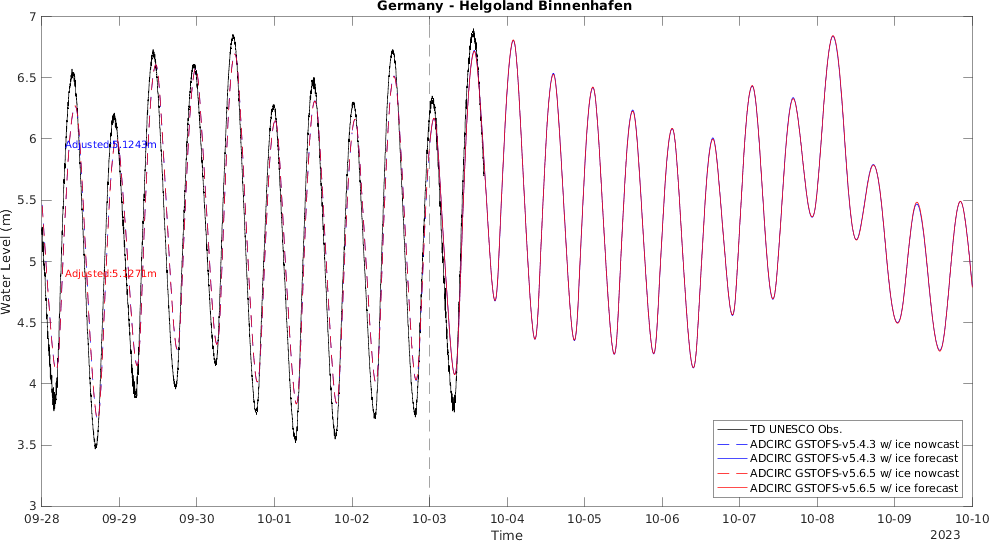 Germany - Helgoland Binnenhafen
7
6.5
6
5.5
5
4.5
4
3.5
3
Water Level (m)
Adjusted:5.1243m
Adjusted:5.1271m
TD UNESCO Obs.
ADCIRC GSTOFS-v5.4.3 w/ ice nowcast
ADCIRC GSTOFS-v5.4.3 w/ ice forecast
ADCIRC GSTOFS-v5.6.5 w/ ice nowcast
ADCIRC GSTOFS-v5.6.5 w/ ice forecast
09-28 09-29 09-30 10-01 10-02 10-03 10-04 10-05 10-06 10-07 10-08 10-09 10-10
Time
2023